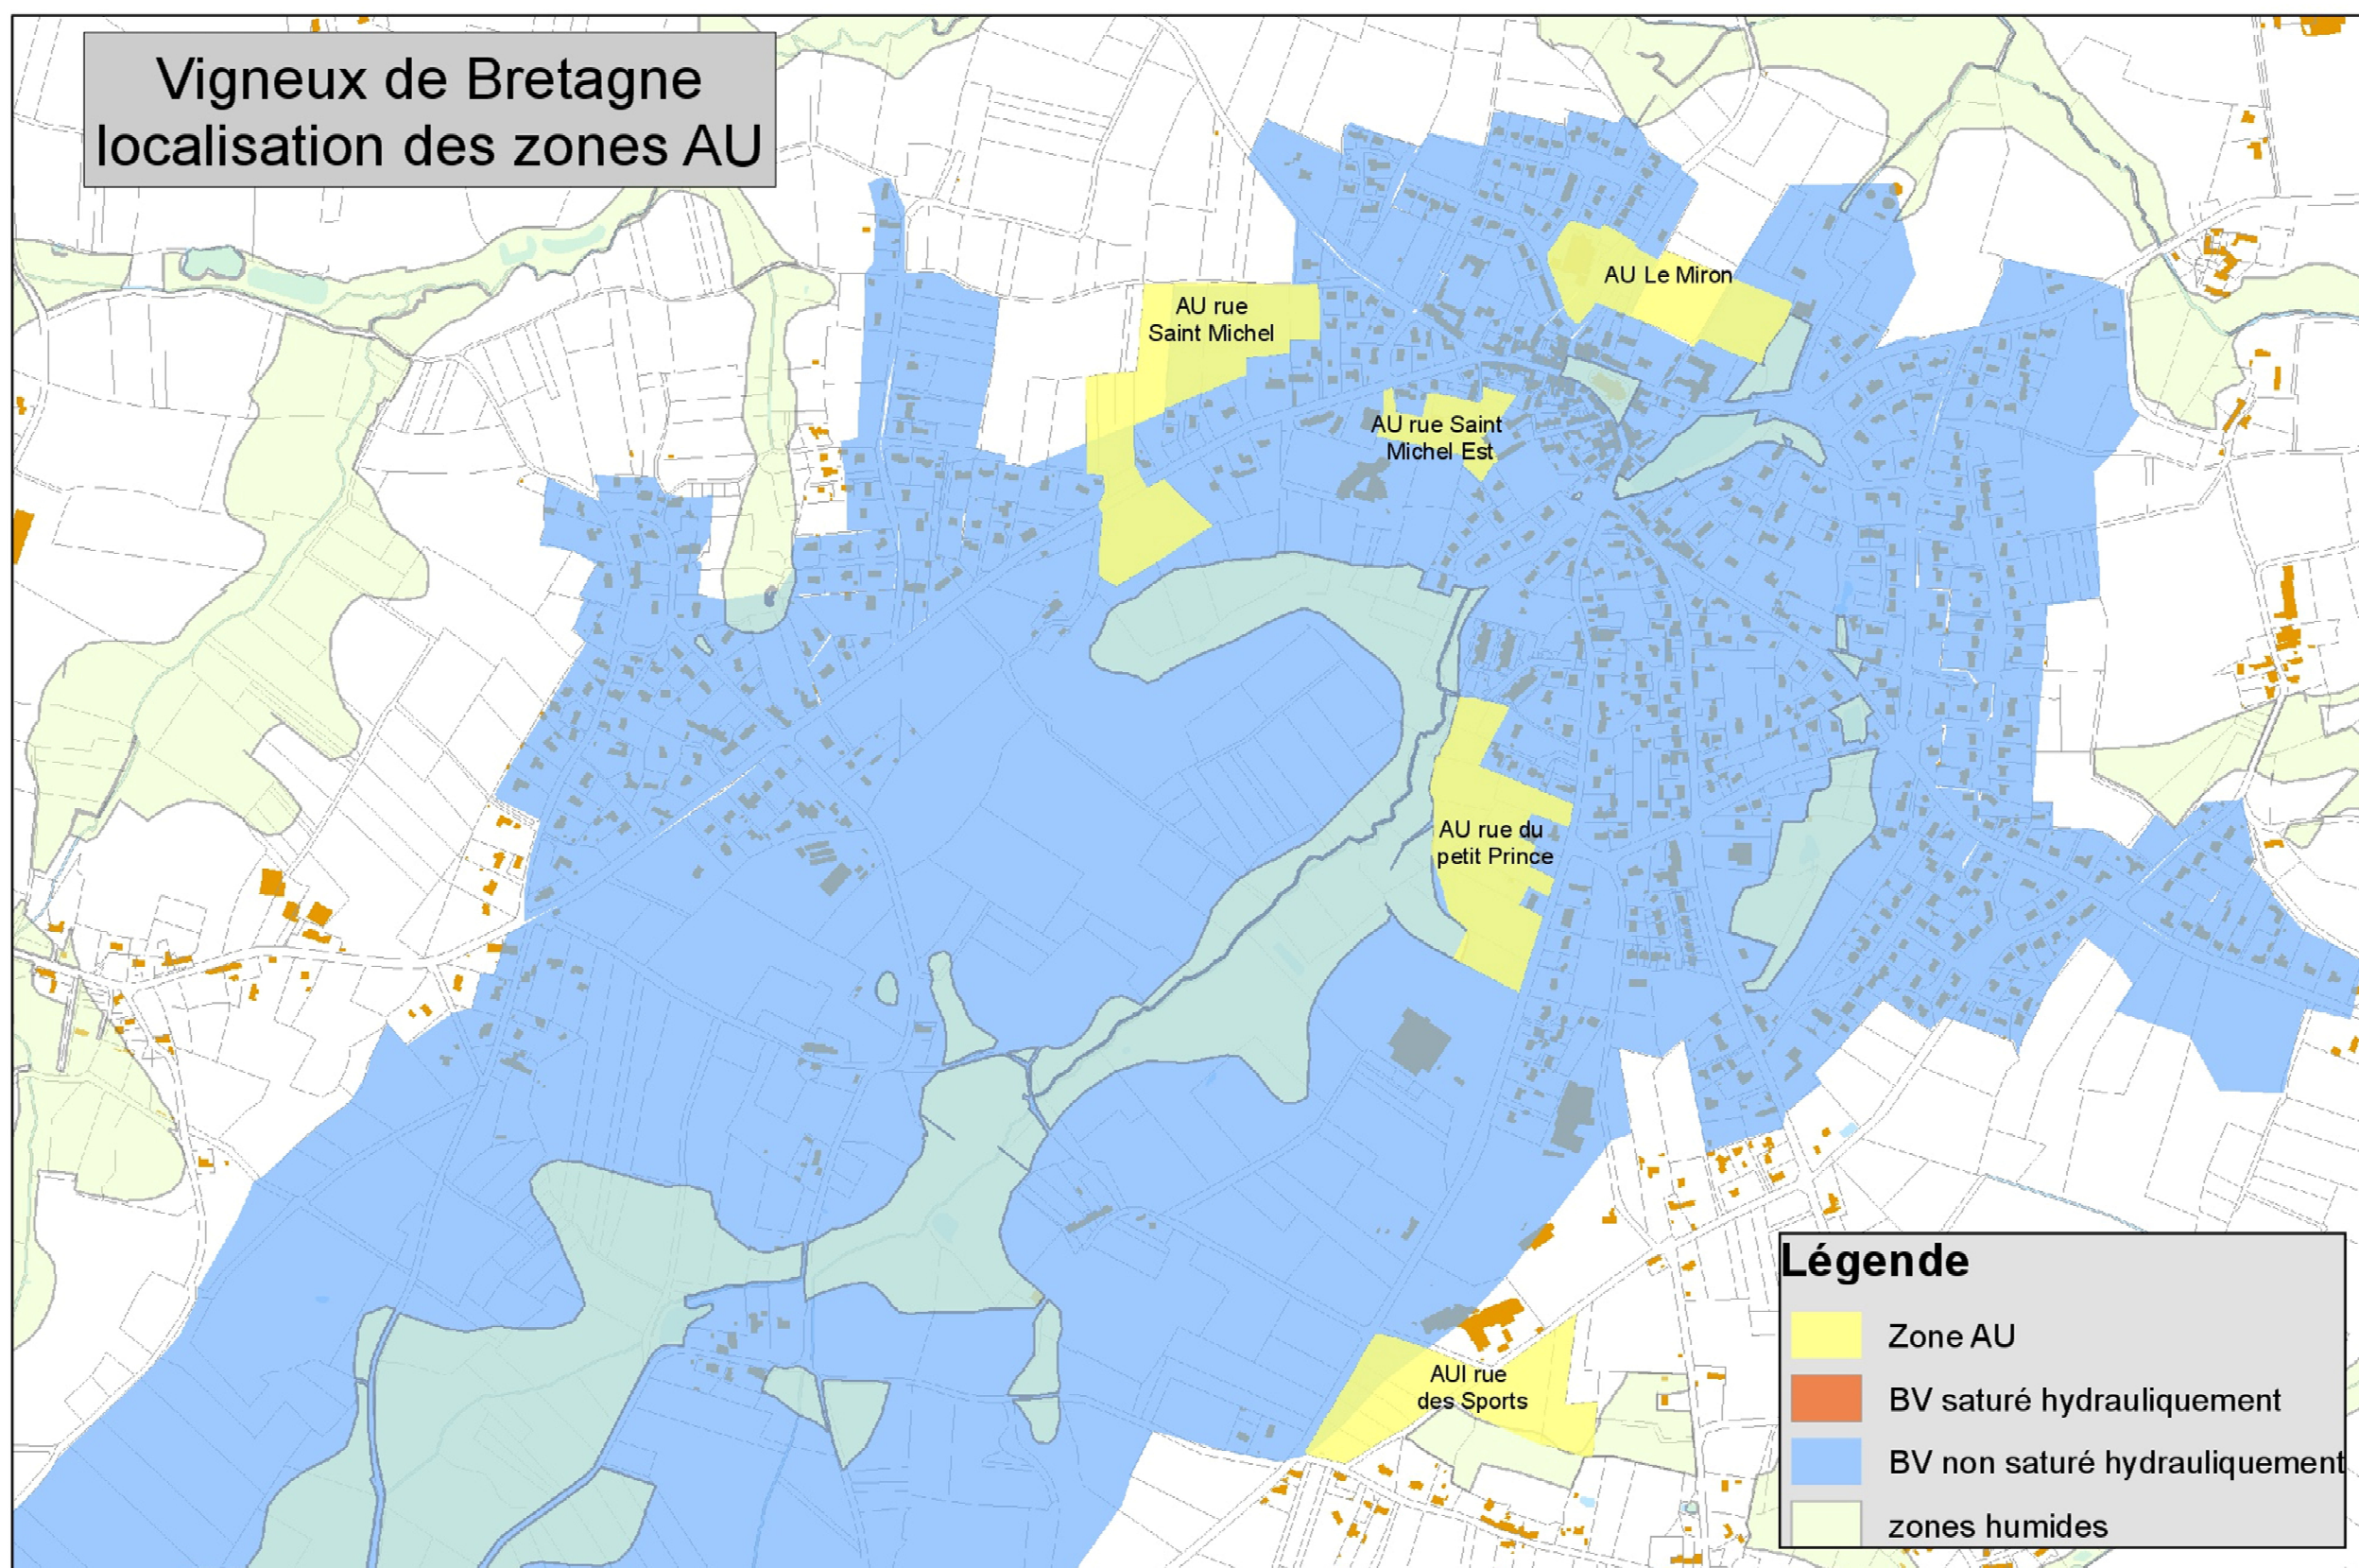 Vigneux de Bretagne
localisation des zones AU
AU Le Miron
AU rue
Saint Michel
AU rue Saint
Michel Est
AU rue du
petit Prince
AUI rue
des Sports
Légende
Zone AU
BV saturé hydrauliquement
BV non saturé hydrauliquement
zones humides